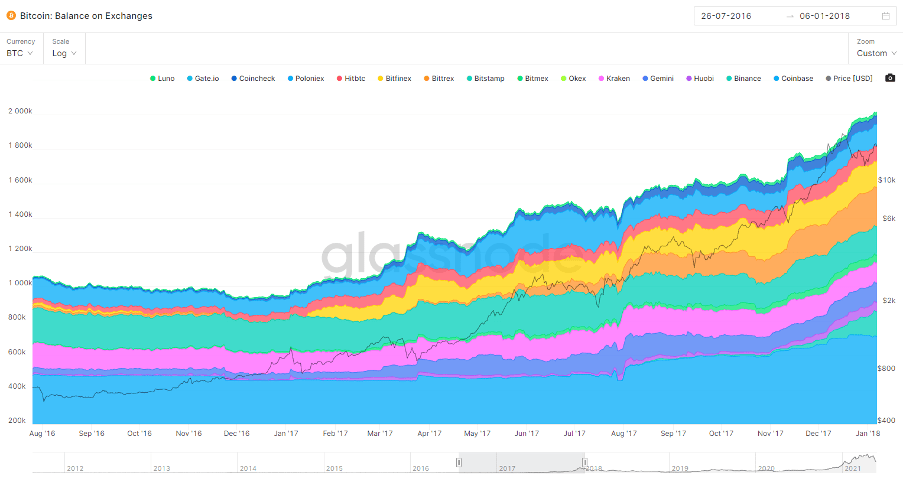 Bitcoin: Balance on Exchanges
26-07-2016 → 06-01-2018
Currency
BTC
Scale
Log
Zoom
Custom
Luno Gate.io Coincheck Poloniex Hitbtc Bitfinex Bittrex Bitstamp Bitmex Okex Kraken Gemini Huobi Binance Coinbase Price [USD]
2 000k
1 800k
1 600k
1 400k
1 200k
1 000k
800k
600k
400k
200k
$10k
$6k
$2k
$800
$400
glassnode
Aug '16 Sep '16 Oct '16 Nov '16 Dec '16 Jan '17 Feb '17 Mar '17 Apr '17 May '17 Jun '17 Jul '17 Aug '17 Sep '17 Oct '17 Nov '17 Dec '17 Jan '18
2012 2013 2014 2015 2016 2017 2018 2019 2020 2021